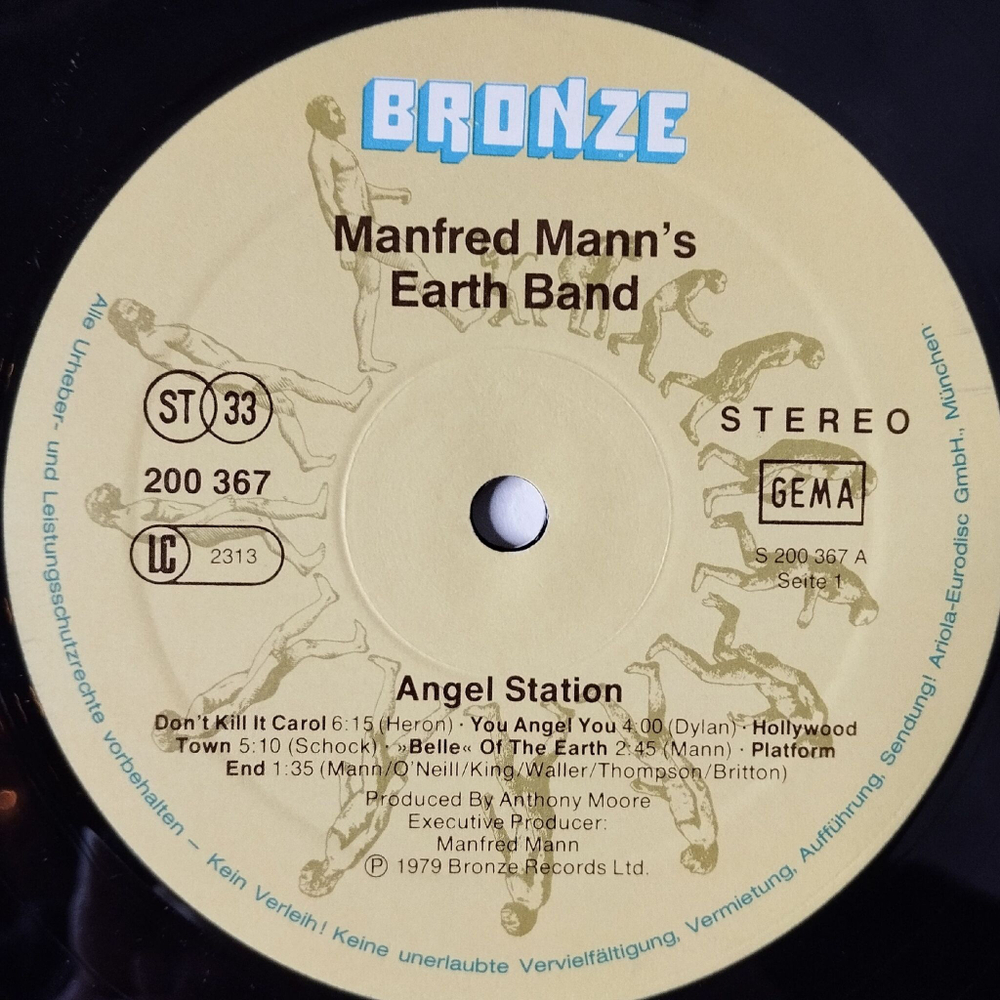 BRONZE
Manfred Mann's
Earth Band
ST 33
STEREO
200 367
GEMA
LC 2313
S 200 367 A
Seite 1
Angel Station
Don't Kill It Carol 6:15 (Heron) · You Angel You 4:00 (Dylan) · Hollywood
Town 5:10 (Schock) · »Belle« Of The Earth 2:45 (Mann) · Platform
End 1:35 (Mann/O'Neill/King/Waller/Thompson/Britton)
Produced By Anthony Moore
Executive Producer:
Manfred Mann
Ⓟ 1979 Bronze Records Ltd.
Alle Urheber- und Leistungsschutzrechte vorbehalten – Kein Verleih! Keine unerlaubte Vervielfältigung, Vermietung, Aufführung, Sendung! Ariola-Eurodisc GmbH., München